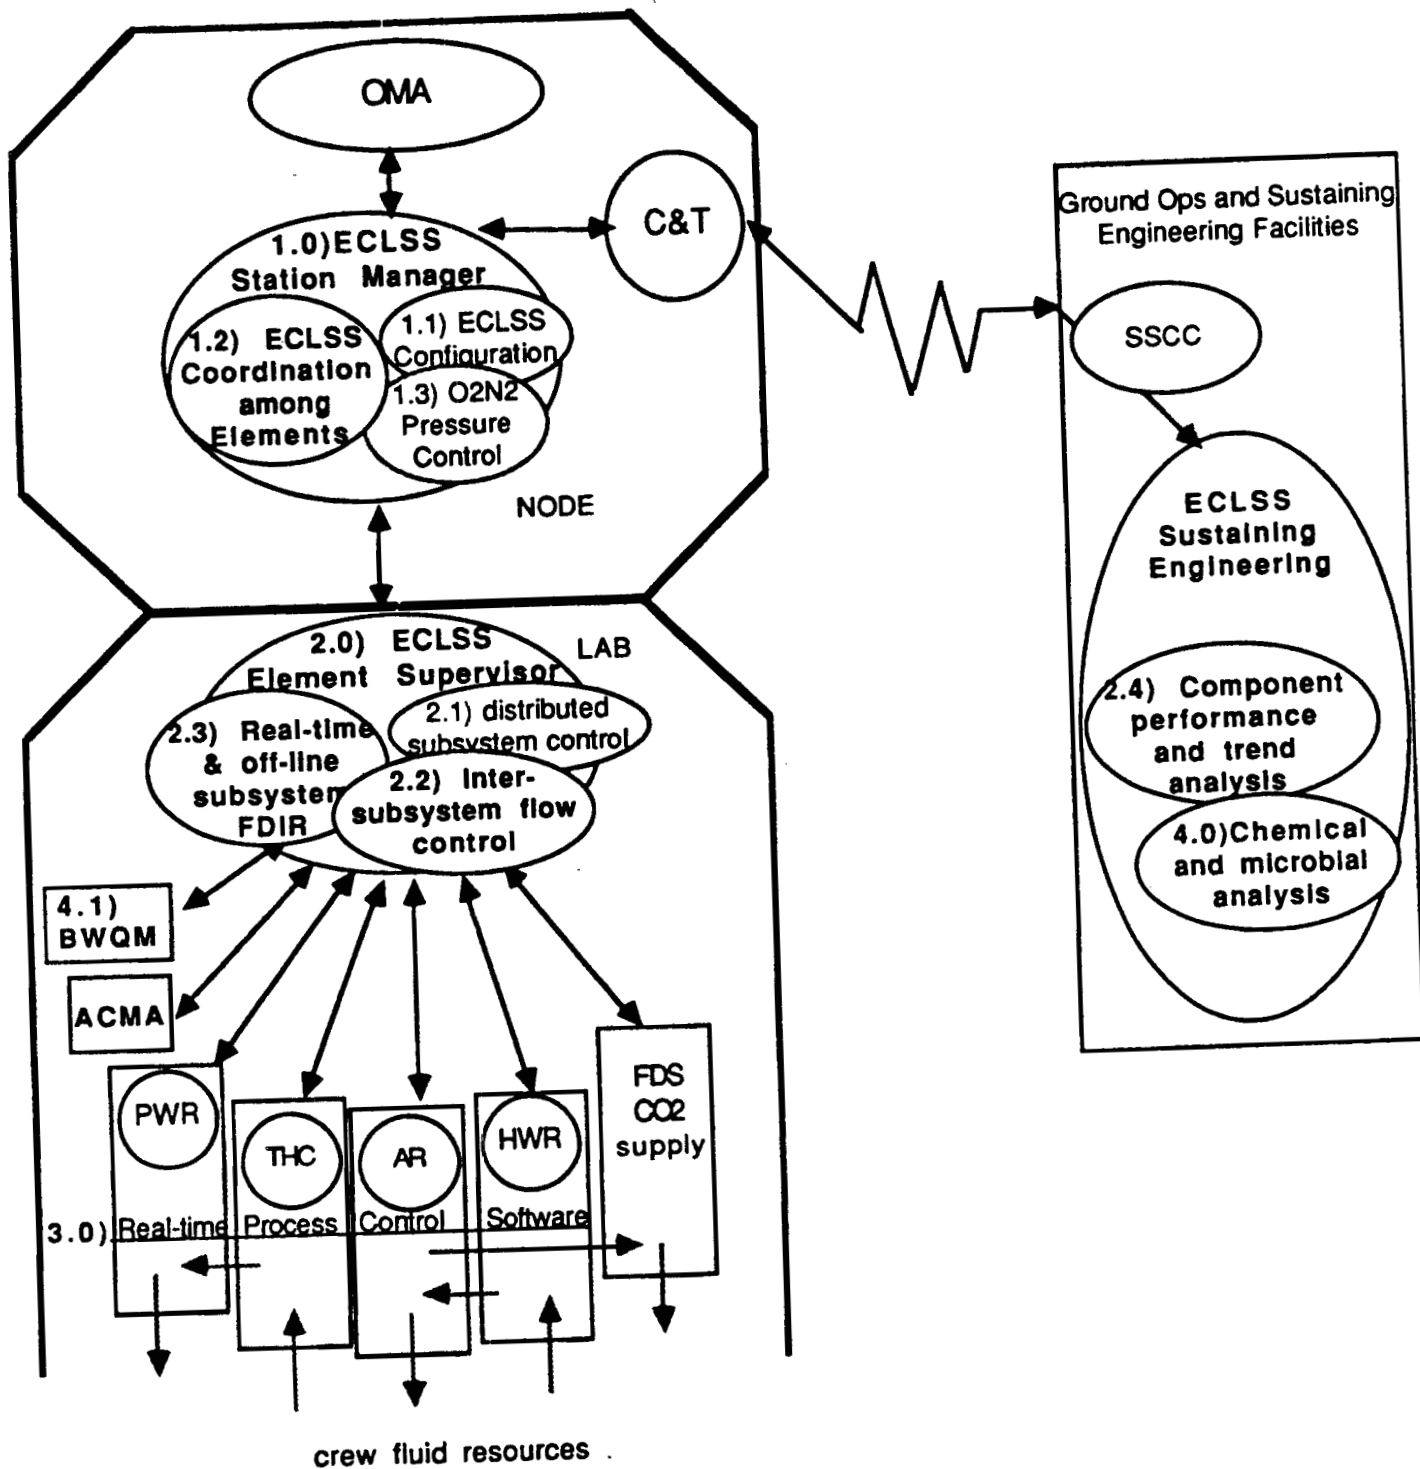 OMA
C&T
1.0)ECLSS
Station Manager
1.1) ECLSS
Configuration
1.2) ECLSS
Coordination
among
Elements
1.3) O2N2
Pressure
Control
NODE
Ground Ops and Sustaining
Engineering Facilities
SSCC
ECLSS
Sustaining
Engineering
2.4) Component
performance
and trend
analysis
4.0)Chemical
and microbial
analysis
2.0) ECLSS
Element Supervisor
LAB
2.1) distributed
subsystem control
2.3) Real-time
& off-line
subsystem
FDIR
2.2) Inter-
subsystem flow
control
4.1)
BWQM
ACMA
PWR
THC
AR
HWR
FDS
CO2
supply
3.0) Real-time Process Control Software
crew fluid resources